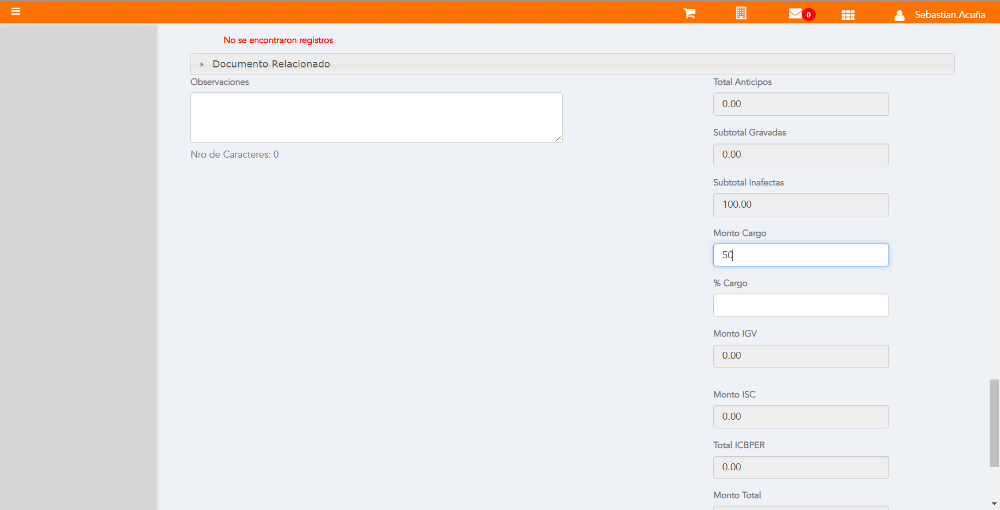 0
Sebastian.Acuña
No se encontraron registros
Documento Relacionado
Observaciones
Nro de Caracteres: 0
Total Anticipos
0.00
Subtotal Gravadas
0.00
Subtotal Inafectas
100.00
Monto Cargo
50
% Cargo
Monto IGV
0.00
Monto ISC
0.00
Total ICBPER
0.00
Monto Total